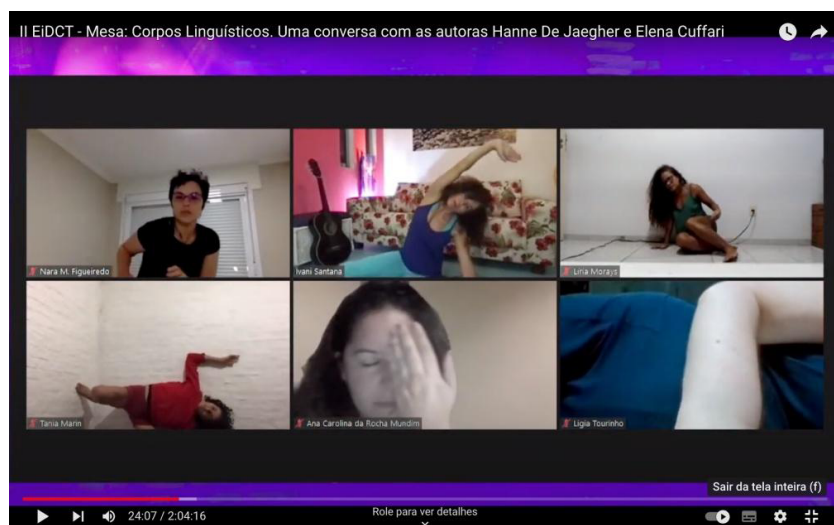 II EiDCT - Mesa: Corpos Linguísticos. Uma conversa com as autoras Hanne De Jaegher e Elena Cuffari
Nara M. Figueiredo
Ivani Santana
Líria Morays
Tania Marin
Ana Carolina da Rocha Mundim
Ligia Tourinho
Sair da tela inteira (f)
24:07 / 2:04:16
Role para ver detalhes